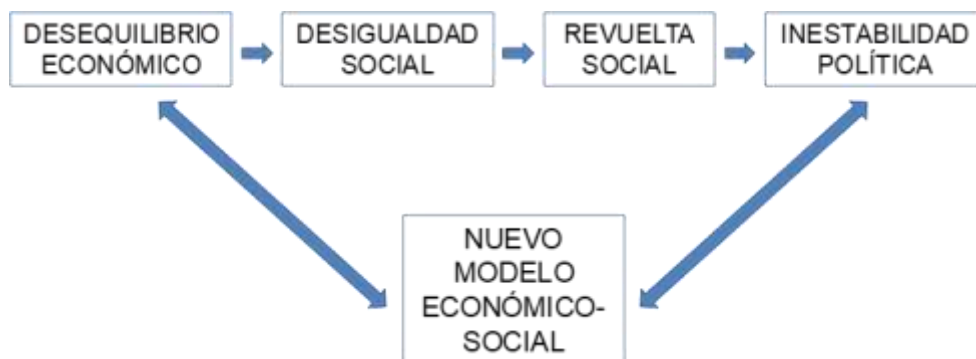 DESEQUILIBRIO
ECONÓMICO
DESIGUALDAD
SOCIAL
REVUELTA
SOCIAL
INESTABILIDAD
POLÍTICA
NUEVO
MODELO
ECONÓMICO-
SOCIAL